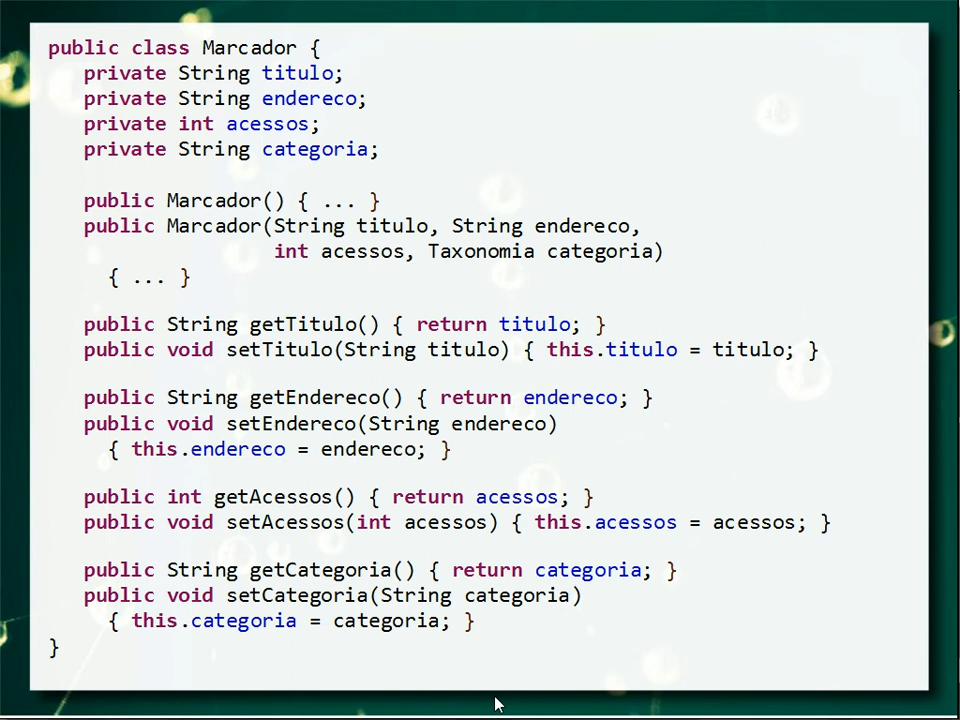 public class Marcador {
private String titulo;
private String endereco;
private int acessos;
private String categoria;
public Marcador() { ... }
public Marcador(String titulo, String endereco,
int acessos, Taxonomia categoria)
{ ... }
public String getTitulo() { return titulo; }
public void setTitulo(String titulo) { this.titulo = titulo; }
public String getEndereco() { return endereco; }
public void setEndereco(String endereco)
{ this.endereco = endereco; }
public int getAcessos() { return acessos; }
public void setAcessos(int acessos) { this.acessos = acessos; }
public String getCategoria() { return categoria; }
public void setCategoria(String categoria)
{ this.categoria = categoria; }
}